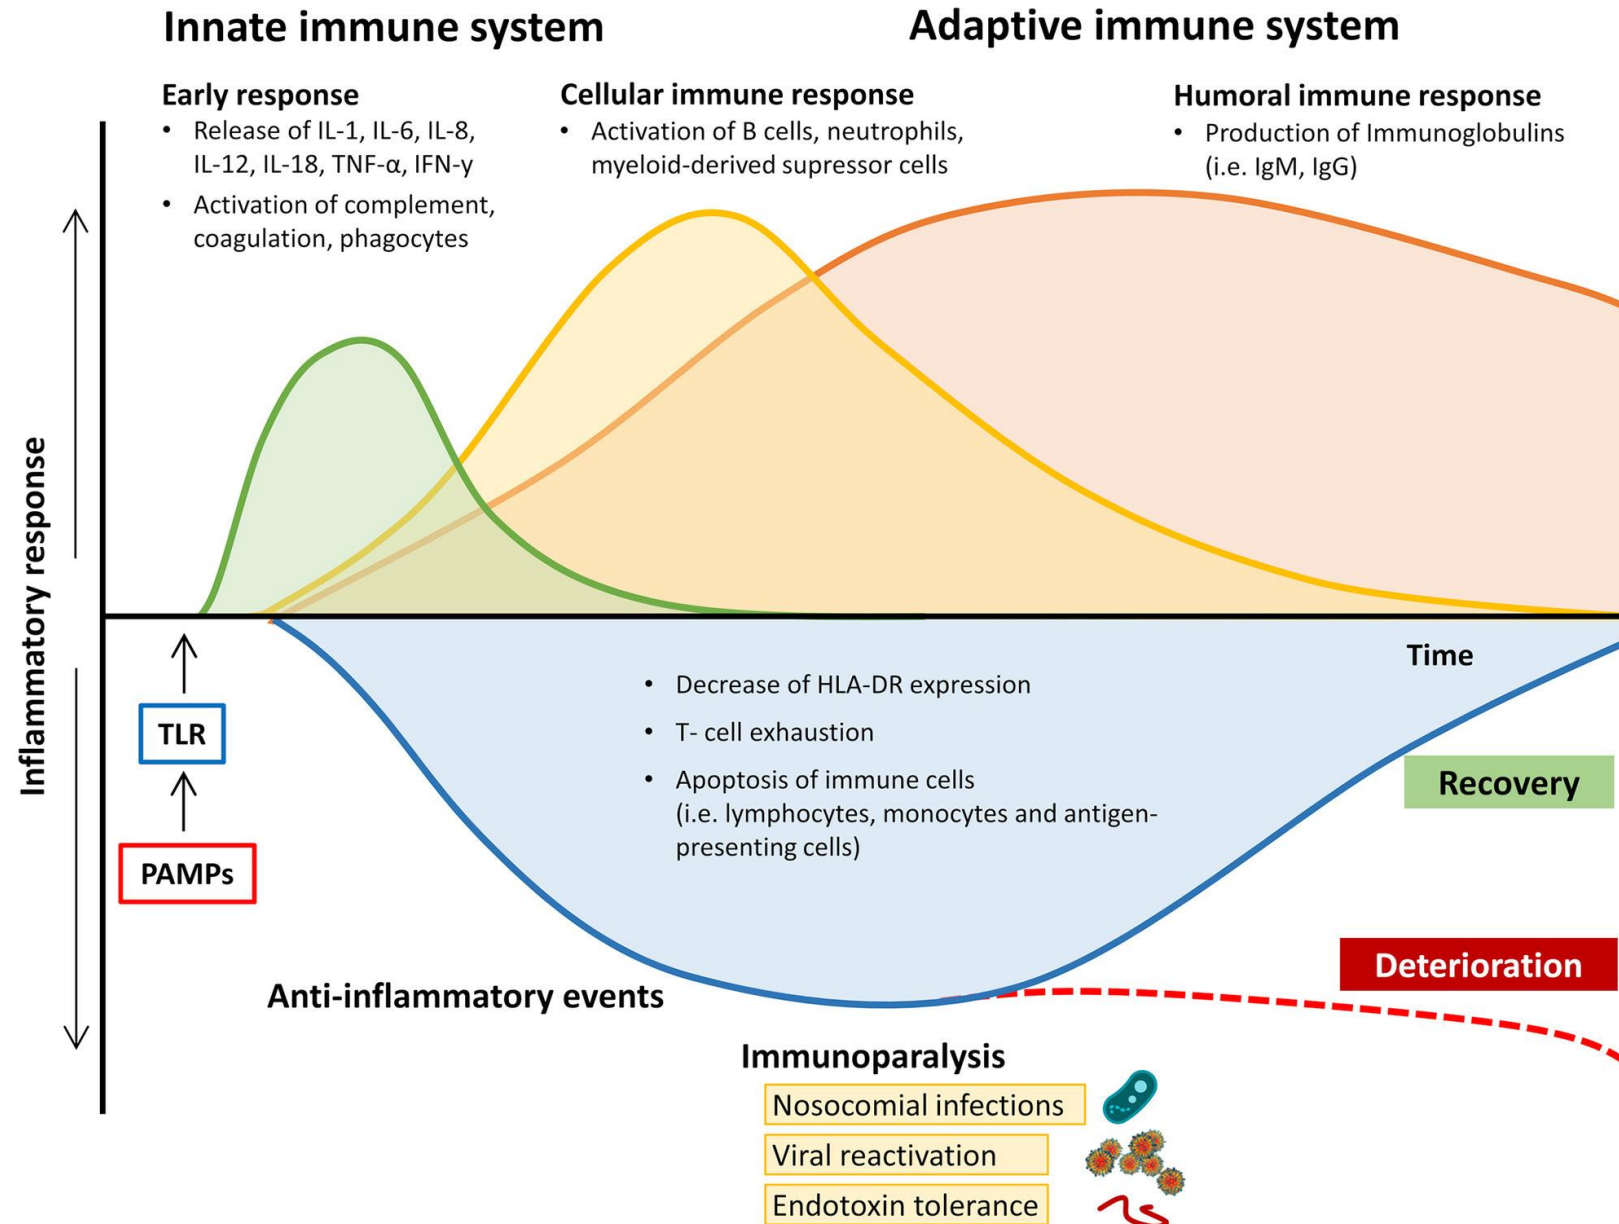 Innate immune system
Adaptive immune system
Early response
• Release of IL-1, IL-6, IL-8,
IL-12, IL-18, TNF-α, IFN-y
• Activation of complement,
coagulation, phagocytes
Cellular immune response
• Activation of B cells, neutrophils,
myeloid-derived supressor cells
Humoral immune response
• Production of Immunoglobulins
(i.e. IgM, IgG)
Inflammatory response
Time
TLR
PAMPs
• Decrease of HLA-DR expression
• T- cell exhaustion
• Apoptosis of immune cells
(i.e. lymphocytes, monocytes and antigen-
presenting cells)
Recovery
Deterioration
Anti-inflammatory events
Immunoparalysis
Nosocomial infections
Viral reactivation
Endotoxin tolerance